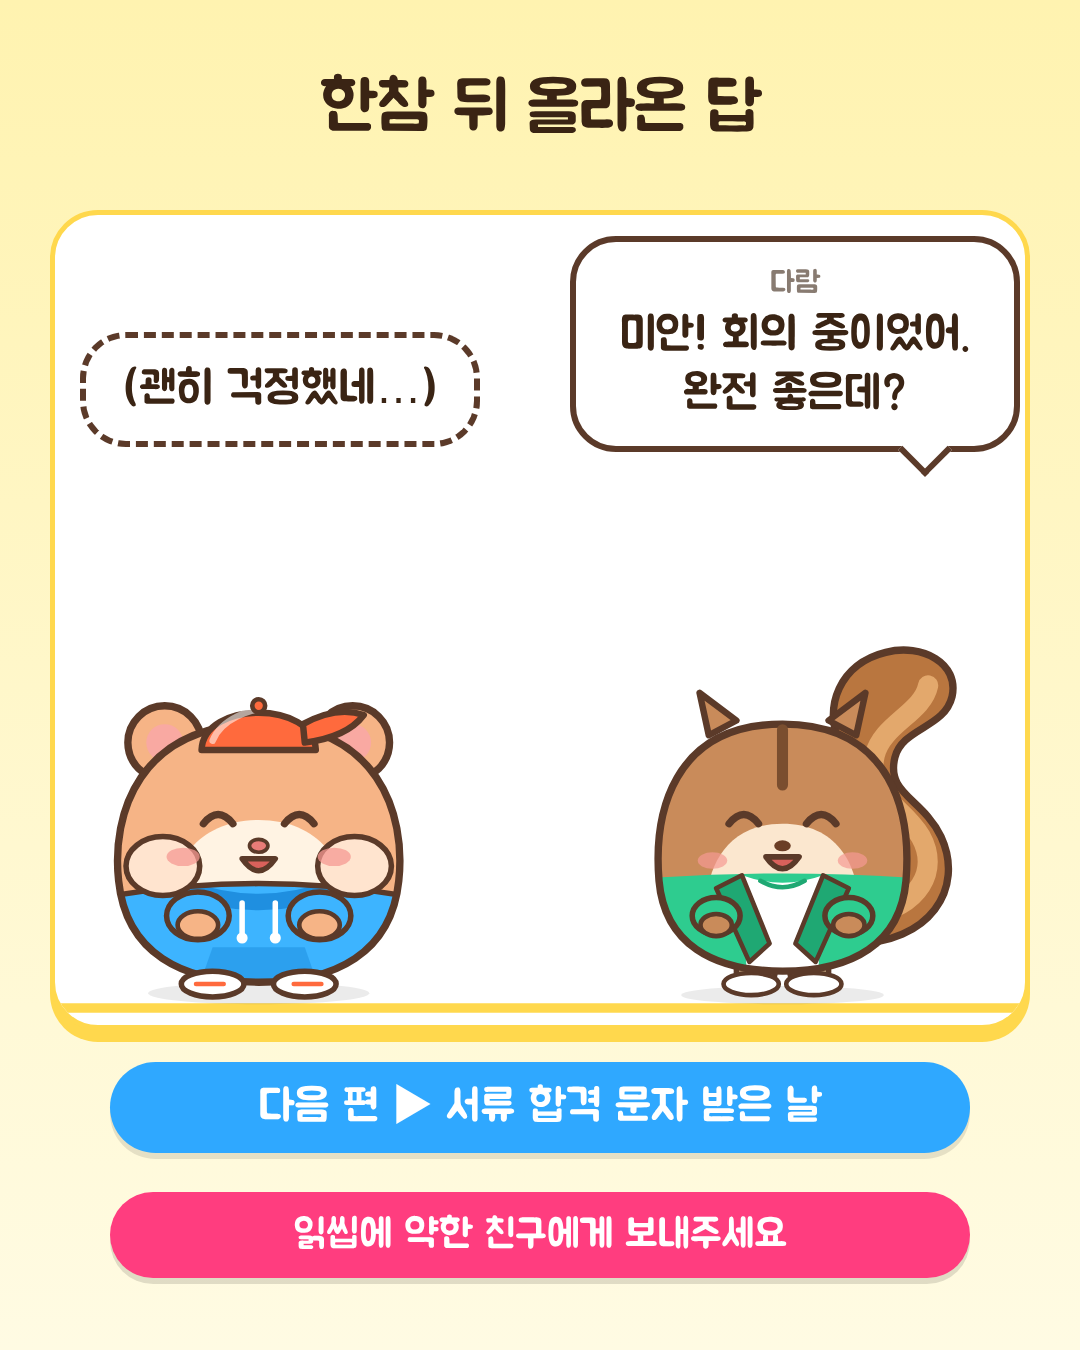 한참 뒤 올라온 답
다람
미안! 회의 중이었어.
완전 좋은데?
(괜히 걱정했네...)
다음 편 ▶ 서류 합격 문자 받은 날
읽씹에 약한 친구에게 보내주세요